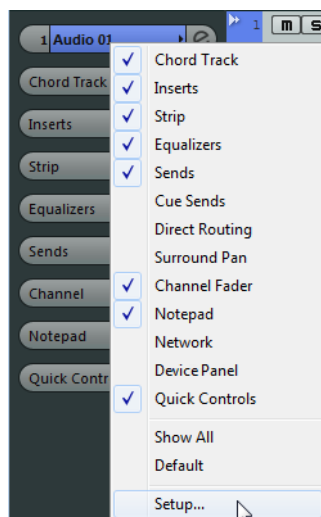 1 Audio 01
1 m S
Chord Track
Inserts
Strip
Equalizers
Sends
Channel
Notepad
Quick Contr
Chord Track
Inserts
Strip
Equalizers
Sends
Cue Sends
Direct Routing
Surround Pan
Channel Fader
Notepad
Network
Device Panel
Quick Controls
Show All
Default
Setup...